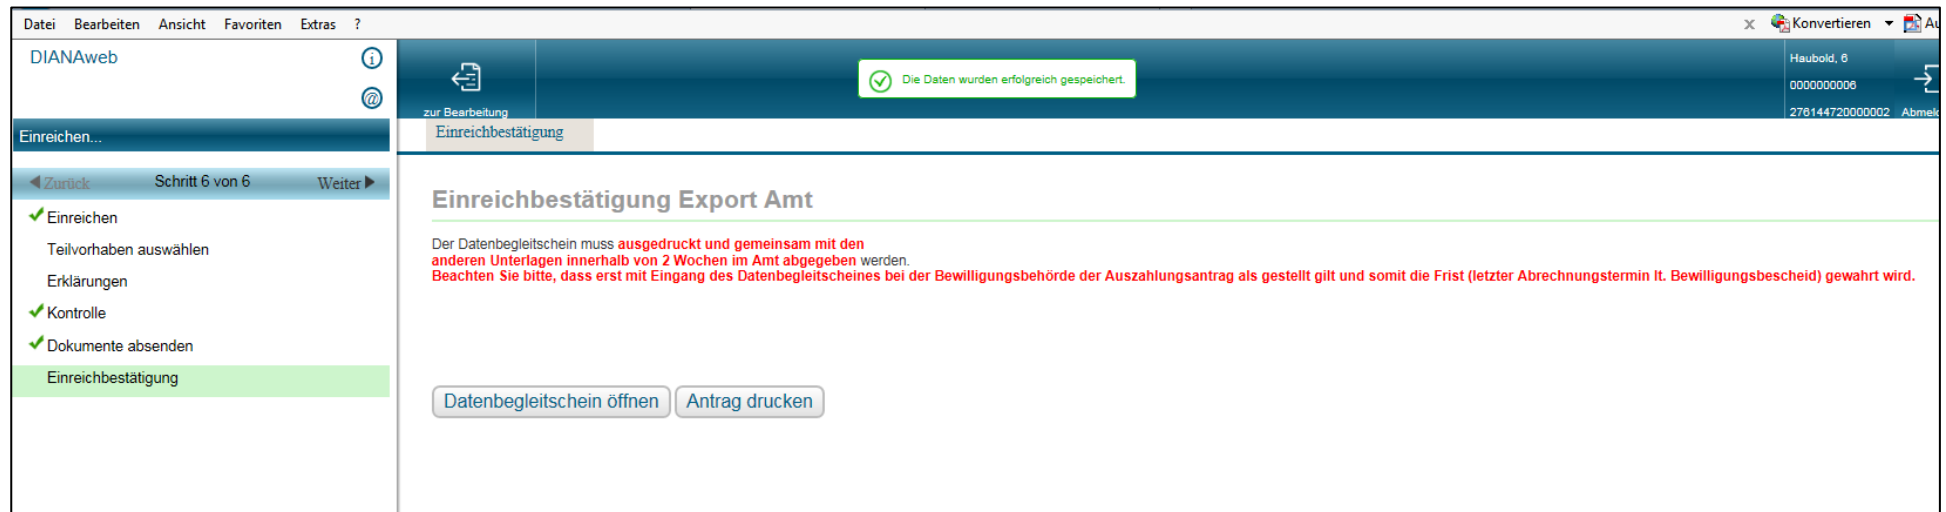 Datei Bearbeiten Ansicht Favoriten Extras ?
x Konvertieren
DIANAweb
Die Daten wurden erfolgreich gespeichert.
Haubold, 6
0000000006
276144720000002
zur Bearbeitung
Einreichen...
Einreichbestätigung
Zurück Schritt 6 von 6 Weiter
Einreichen
Teilvorhaben auswählen
Erklärungen
Kontrolle
Dokumente absenden
Einreichbestätigung
Einreichbestätigung Export Amt
Der Datenbegleitschein muss ausgedruckt und gemeinsam mit den
anderen Unterlagen innerhalb von 2 Wochen im Amt abgegeben werden.
Beachten Sie bitte, dass erst mit Eingang des Datenbegleitscheines bei der Bewilligungsbehörde der Auszahlungsantrag als gestellt gilt und somit die Frist (letzter Abrechnungstermin lt. Bewilligungsbescheid) gewahrt wird.
Datenbegleitschein öffnen Antrag drucken